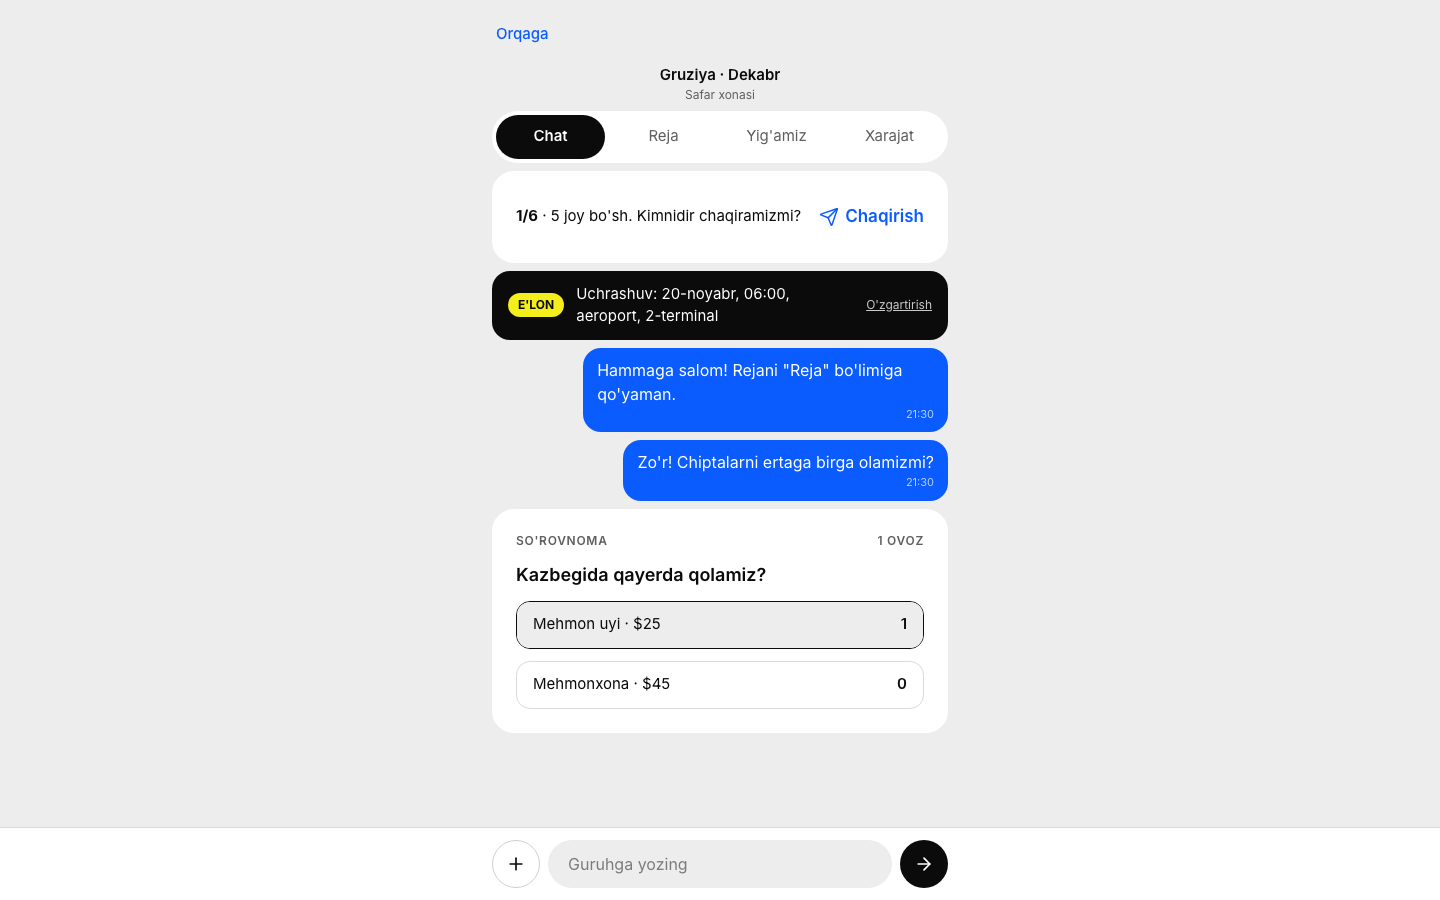 Orqaga
Gruziya · Dekabr
Safar xonasi
Chat
Reja
Yig'amiz
Xarajat
1/6 · 5 joy bo'sh. Kimnidir chaqiramizmi?
Chaqirish
E'LON
Uchrashuv: 20-noyabr, 06:00,
aeroport, 2-terminal
O'zgartirish
Hammaga salom! Rejani "Reja" bo'limiga
qo'yaman.
21:30
Zo'r! Chiptalarni ertaga birga olamizmi?
21:30
SO'ROVNOMA
1 OVOZ
Kazbegida qayerda qolamiz?
Mehmon uyi · $25
1
Mehmonxona · $45
0
Guruhga yozing